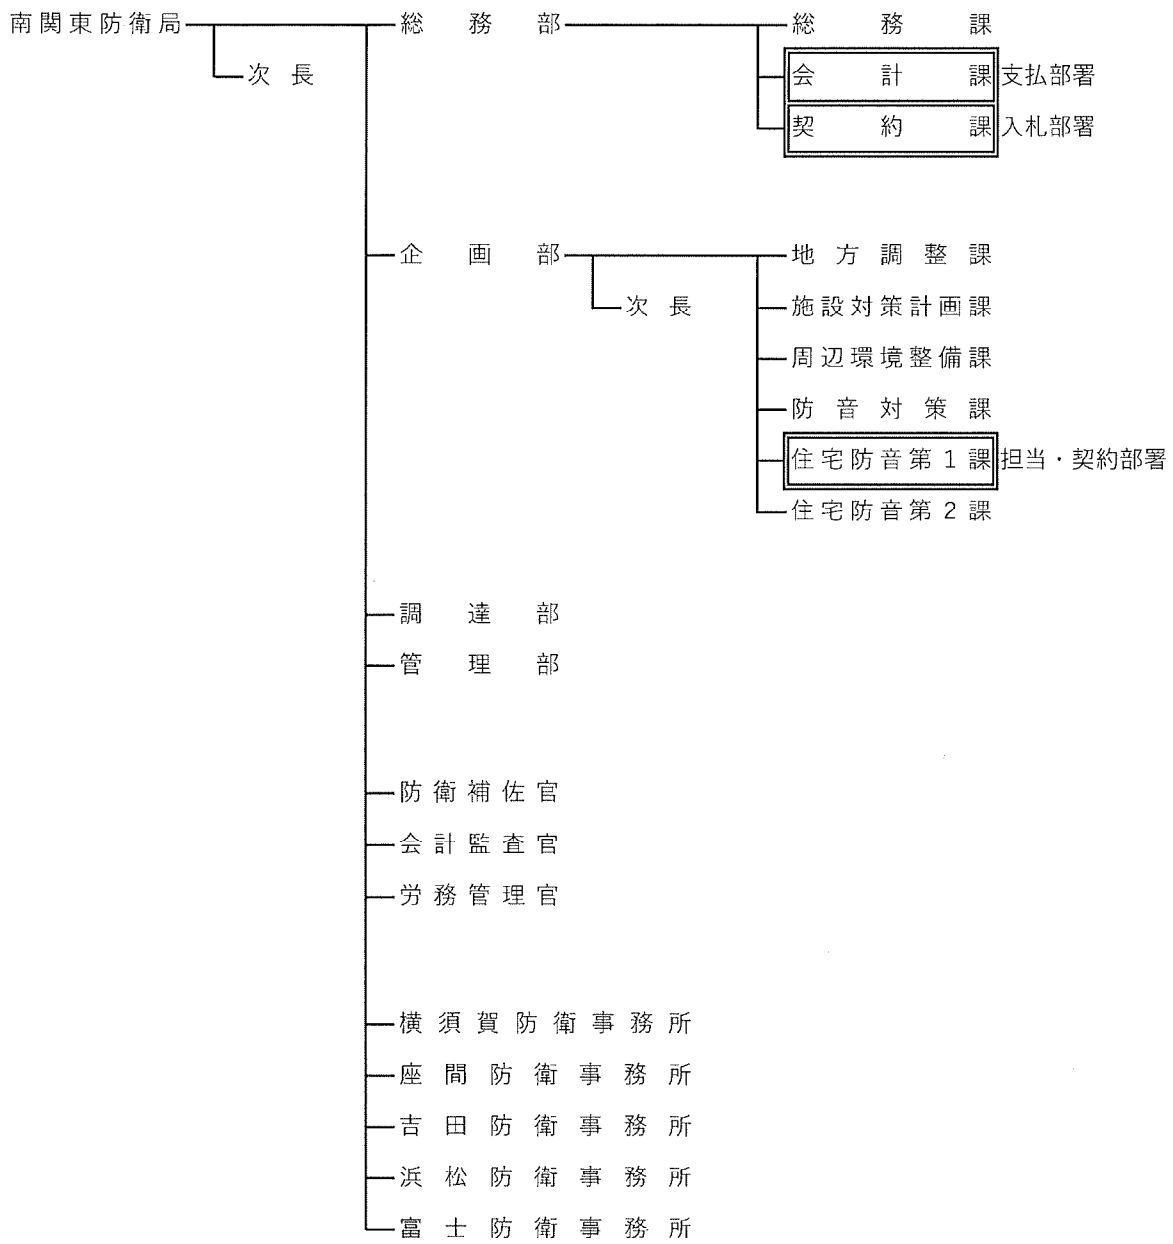 南関東防衛局 総務部 総務課
次長 会計課 支払部署
契約課 入札部署
企画部 地方調整課
次長 施設対策計画課
周辺環境整備課
防音対策課
住宅防音第1課 担当・契約部署
住宅防音第2課
調達部
管理部
防衛補佐官
会計監査官
労務管理官
横須賀防衛事務所
座間防衛事務所
吉田防衛事務所
浜松防衛事務所
富士防衛事務所